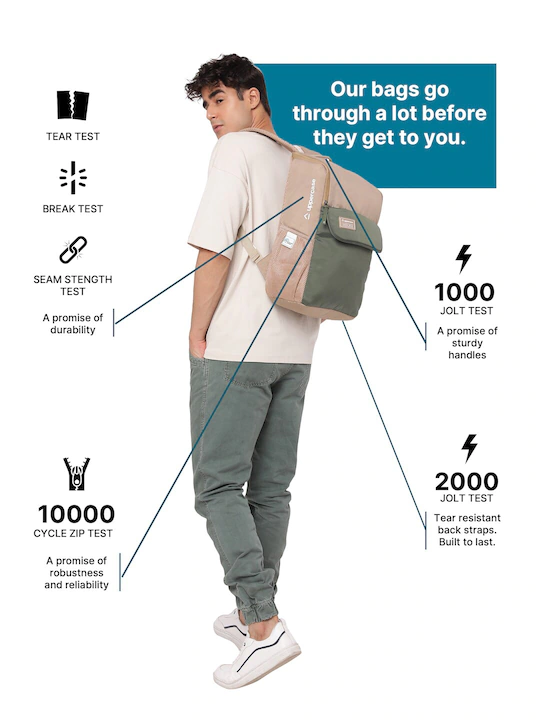 Our bags go
through a lot before
they get to you.
TEAR TEST
BREAK TEST
SEAM STENGTH
TEST
A promise of
durability
uppercase
1000
JOLT TEST
A promise of
sturdy
handles
10000
CYCLE ZIP TEST
A promise of
robustness
and reliability
2000
JOLT TEST
Tear resistant
back straps.
Built to last.